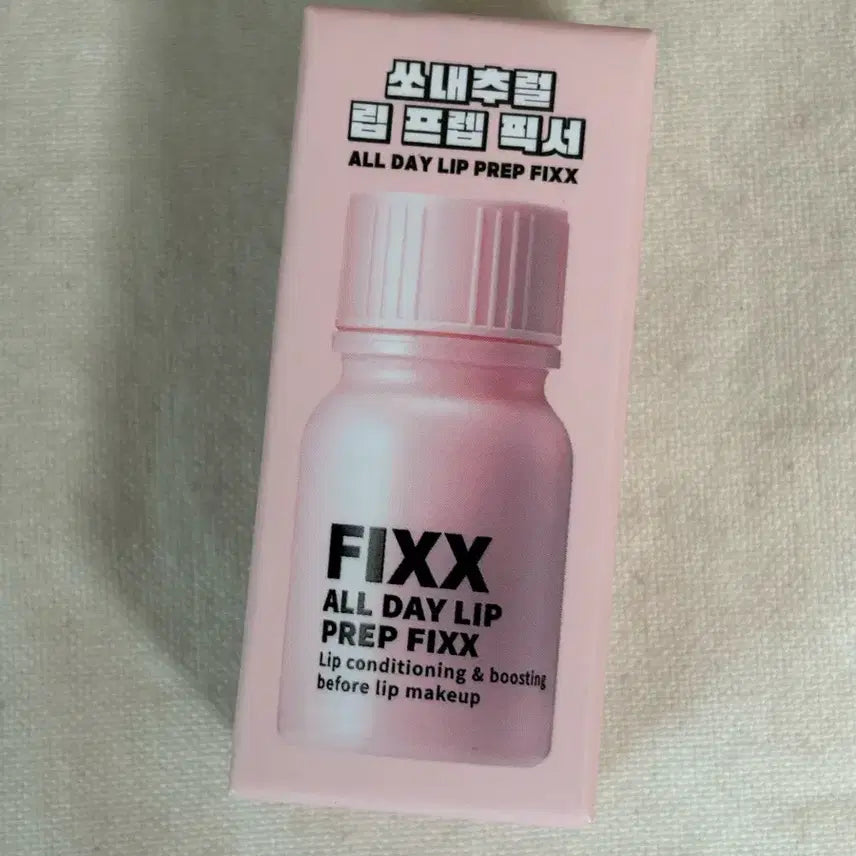 쏘내추럴
립 프렙 픽서
ALL DAY LIP PREP FIXX
FIXX
ALL DAY LIP
PREP FIXX
Lip conditioning & boosting
before lip makeup